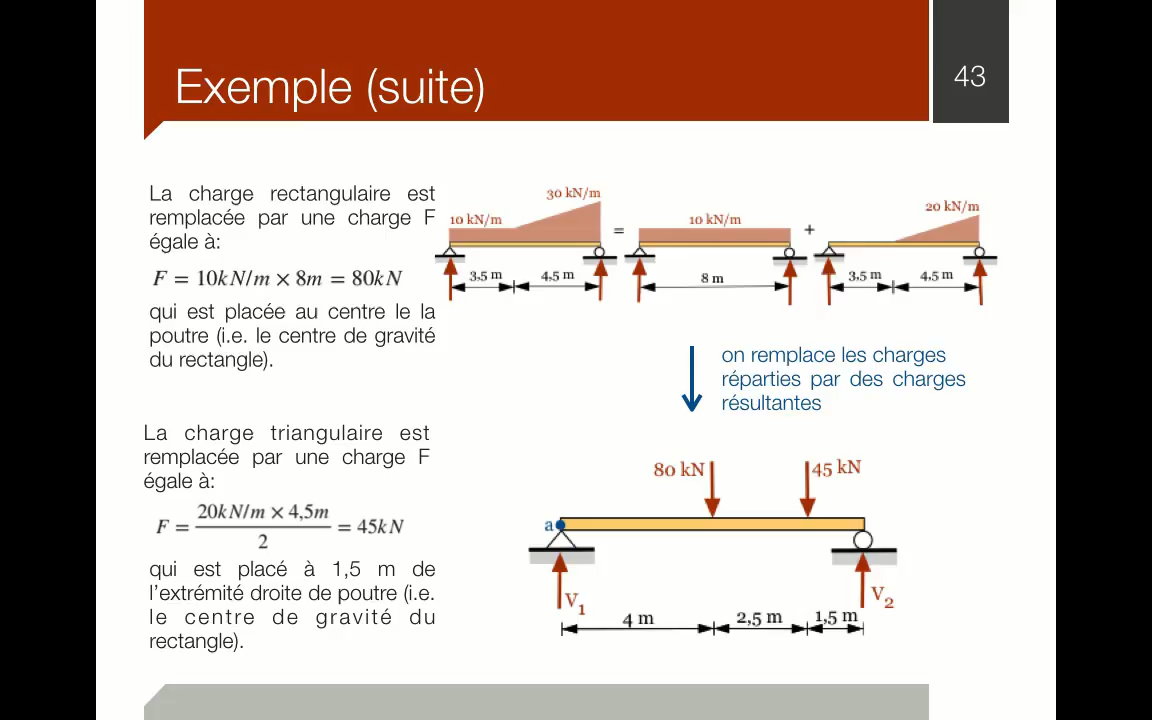 Exemple (suite)
43
La charge rectangulaire est
remplacée par une charge F
égale à:
F = 10kN/m × 8m = 80kN
qui est placée au centre le la
poutre (i.e. le centre de gravité
du rectangle).
La charge triangulaire est
remplacée par une charge F
égale à:
F = 20kN/m × 4,5m / 2 = 45kN
qui est placé à 1,5 m de
l'extrémité droite de poutre (i.e.
le centre de gravité du
rectangle).
30 kN/m
10 kN/m
3,5 m
4,5 m
=
10 kN/m
8 m
+
20 kN/m
3,5 m
4,5 m
on remplace les charges
réparties par des charges
résultantes
80 kN
45 kN
a
V1
V2
4 m
2,5 m
1,5 m